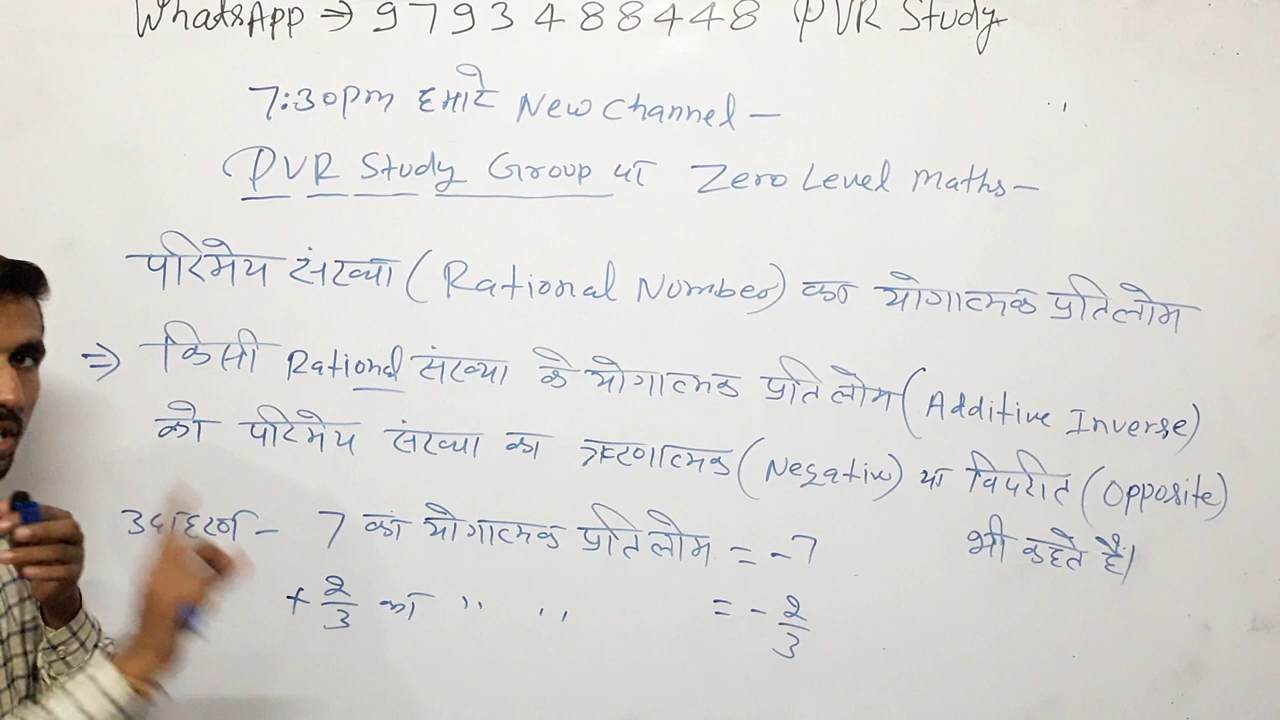 WhatsApp ⇒ 9793488448 PVR Study
7:30pm हमारे New Channel -
PVR Study Group पर Zero Level Maths -
परिमेय संख्या (Rational Number) का योगात्मक प्रतिलोम
⇒ किसी Rational संख्या के योगात्मक प्रतिलोम (Additive Inverse)
को परिमेय संख्या का ऋणात्मक (Negative) या विपरीत (Opposite)
भी कहते है।
उदाहरण - 7 का योगात्मक प्रतिलोम = -7
+ 2/3 का " " = - 2/3